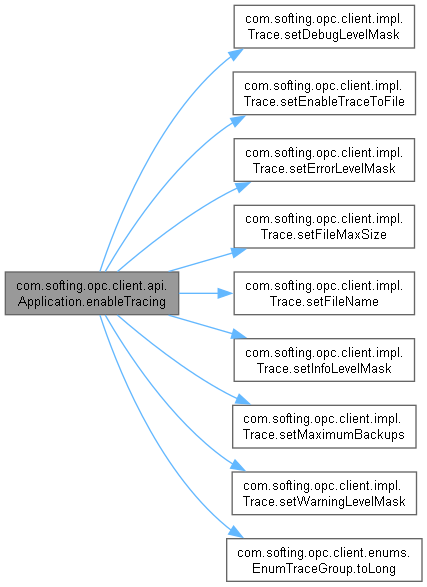 com.softing.opc.client.impl.
Trace.setDebugLevelMask
com.softing.opc.client.impl.
Trace.setEnableTraceToFile
com.softing.opc.client.impl.
Trace.setErrorLevelMask
com.softing.opc.client.impl.
Trace.setFileMaxSize
com.softing.opc.client.api.
Application.enableTracing
com.softing.opc.client.impl.
Trace.setFileName
com.softing.opc.client.impl.
Trace.setInfoLevelMask
com.softing.opc.client.impl.
Trace.setMaximumBackups
com.softing.opc.client.impl.
Trace.setWarningLevelMask
com.softing.opc.client.enums.
EnumTraceGroup.toLong